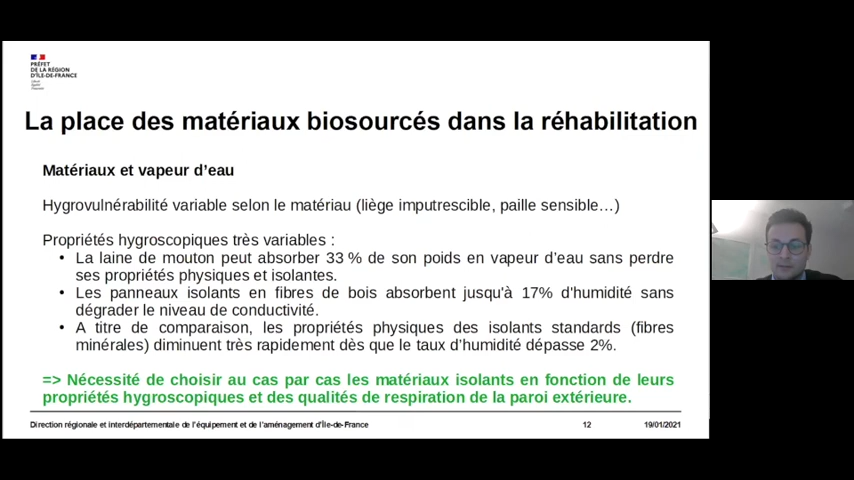 PRÉFET
DE LA RÉGION
D'ÎLE-DE-FRANCE
La place des matériaux biosourcés dans la réhabilitation
Matériaux et vapeur d'eau
Hygrovulnérabilité variable selon le matériau (liège imputrescible, paille sensible…)
Propriétés hygroscopiques très variables :
• La laine de mouton peut absorber 33 % de son poids en vapeur d'eau sans perdre
ses propriétés physiques et isolantes.
• Les panneaux isolants en fibres de bois absorbent jusqu'à 17% d'humidité sans
dégrader le niveau de conductivité.
• A titre de comparaison, les propriétés physiques des isolants standards (fibres
minérales) diminuent très rapidement dès que le taux d'humidité dépasse 2%.
=> Nécessité de choisir au cas par cas les matériaux isolants en fonction de leurs
propriétés hygroscopiques et des qualités de respiration de la paroi extérieure.
Direction régionale et interdépartementale de l'équipement et de l'aménagement d'Île-de-France
12
19/01/2021